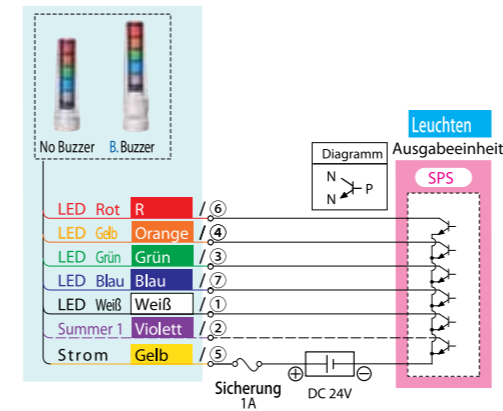 No Buzzer B. Buzzer
Leuchten
Ausgabeeinheit
SPS
Diagramm
N
P
N
LED Rot R / ⑥
LED Gelb Orange / ④
LED Grün Grün / ③
LED Blau Blau / ⑦
LED Weiß Weiß / ①
Summer 1 Violett / ②
Strom Gelb / ⑤
Sicherung
1A
⊕ ⊖
DC 24V